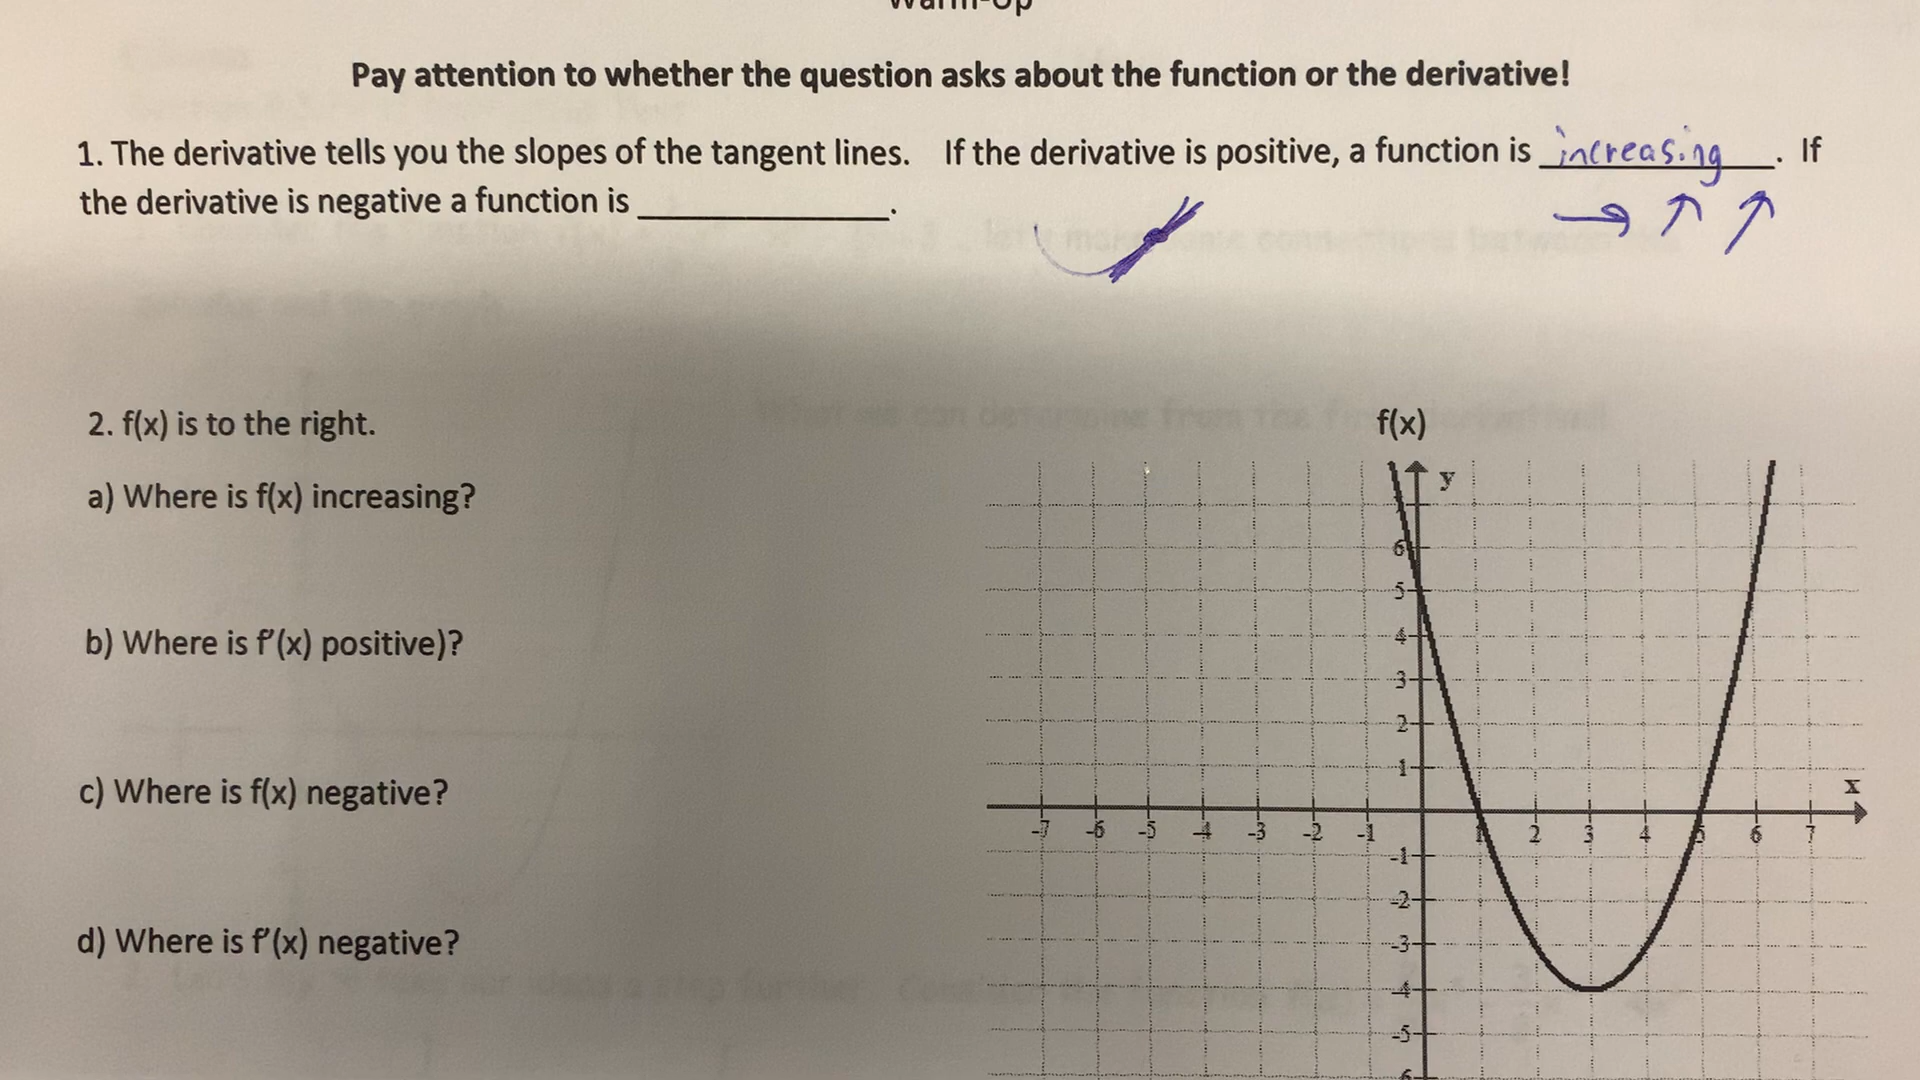 Warm-Up
Pay attention to whether the question asks about the function or the derivative!
1. The derivative tells you the slopes of the tangent lines. If the derivative is positive, a function is increasing. If
the derivative is negative a function is ____________.
2. f(x) is to the right.
f(x)
a) Where is f(x) increasing?
y
6
5
4
b) Where is f'(x) positive)?
3
2
1
c) Where is f(x) negative?
x
-7 -6 -5 -4 -3 -2 -1 1 2 3 4 5 6 7
-1
-2
d) Where is f'(x) negative?
-3
-4
-5